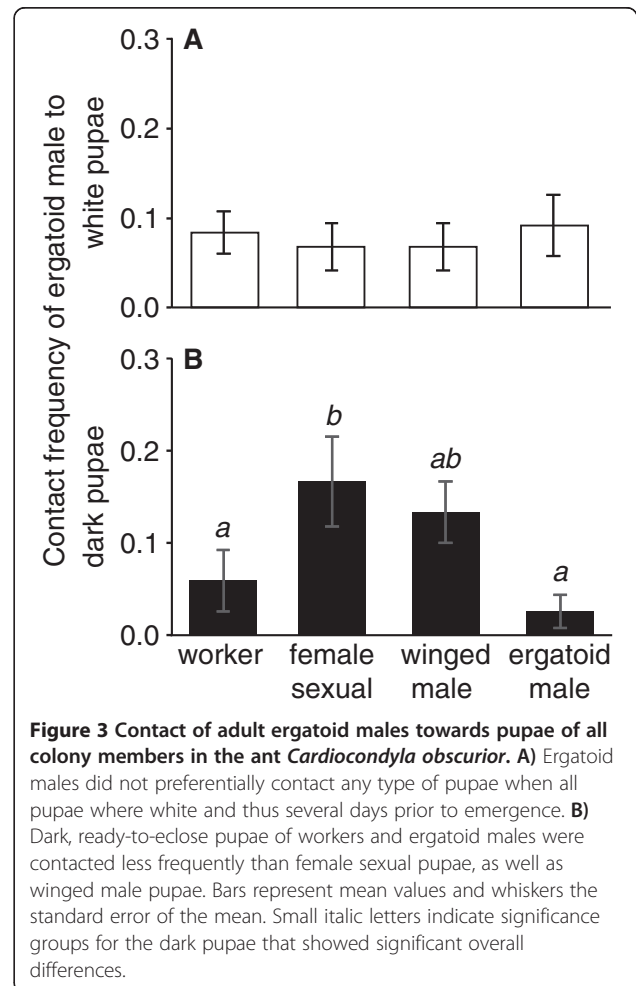 A
0.3
0.2
0.1
0.0
Contact frequency of ergatoid male to
white pupae
dark pupae
B
0.3
0.2
0.1
0.0
a
b
ab
a
worker
female
sexual
winged
male
ergatoid
male
Figure 3 Contact of adult ergatoid males towards pupae of all
colony members in the ant Cardiocondyla obscurior. A) Ergatoid
males did not preferentially contact any type of pupae when all
pupae where white and thus several days prior to emergence. B)
Dark, ready-to-eclose pupae of workers and ergatoid males were
contacted less frequently than female sexual pupae, as well as
winged male pupae. Bars represent mean values and whiskers the
standard error of the mean. Small italic letters indicate significance
groups for the dark pupae that showed significant overall
differences.